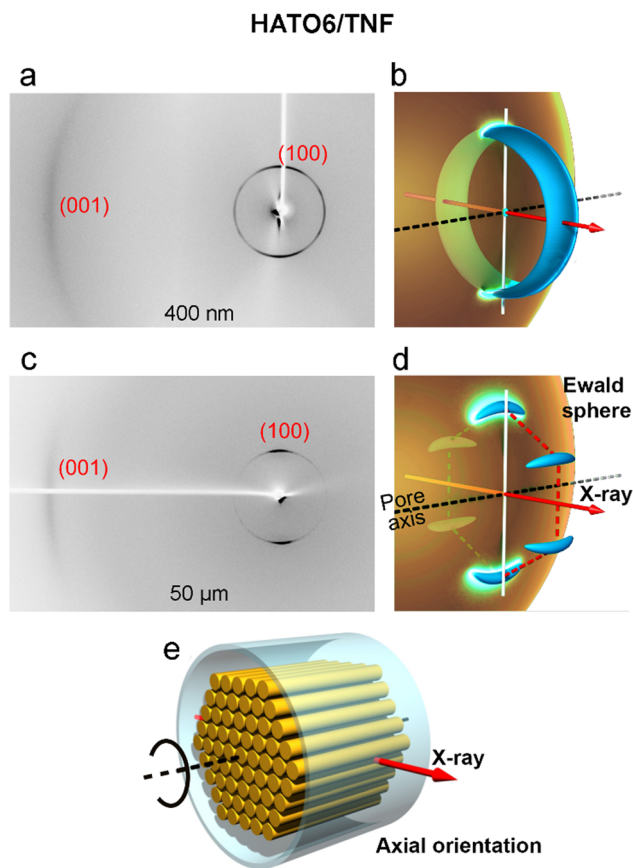 HATO6/TNF
a
b
(100)
(001)
400 nm
c
d
(100)
(001)
50 μm
Ewald
sphere
X-ray
Pore
axis
e
X-ray
Axial orientation